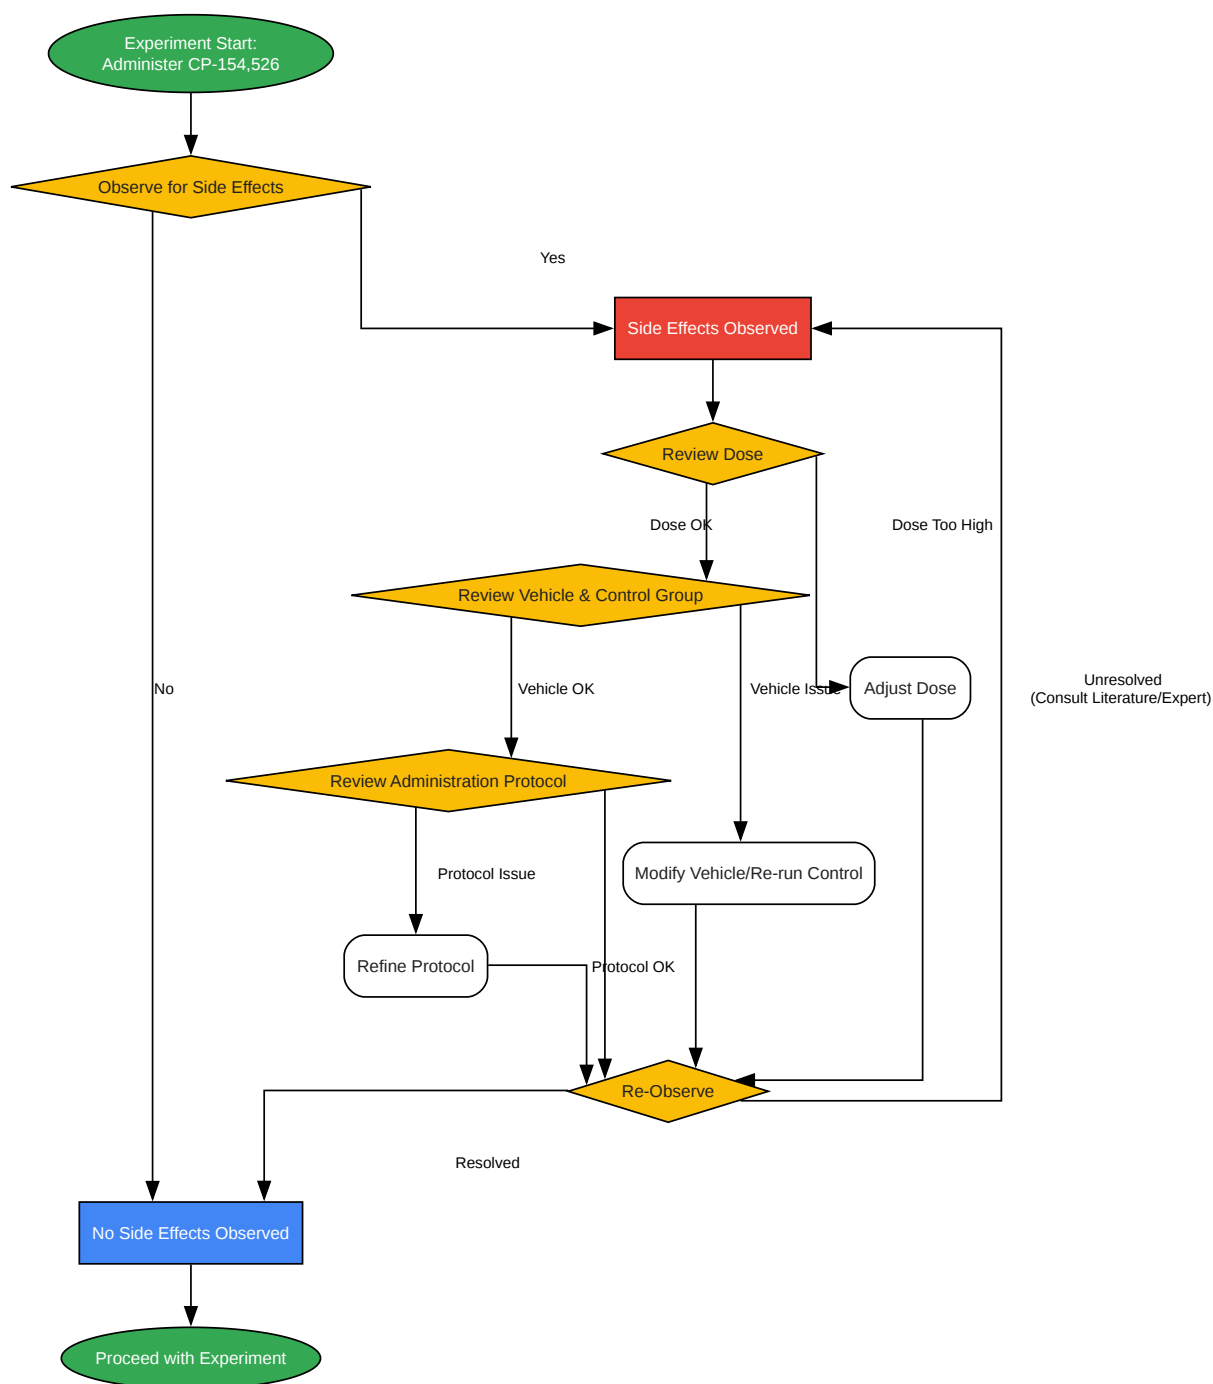 Experiment Start:
Administer CP-154,526
Observe for Side Effects
Yes
Side Effects Observed
Review Dose
Dose OK
Dose Too High
Review Vehicle & Control Group
No
Vehicle OK
Vehicle Issue
Adjust Dose
Unresolved
(Consult Literature/Expert)
Review Administration Protocol
Protocol Issue
Modify Vehicle/Re-run Control
Refine Protocol
Protocol OK
Re-Observe
Resolved
No Side Effects Observed
Proceed with Experiment